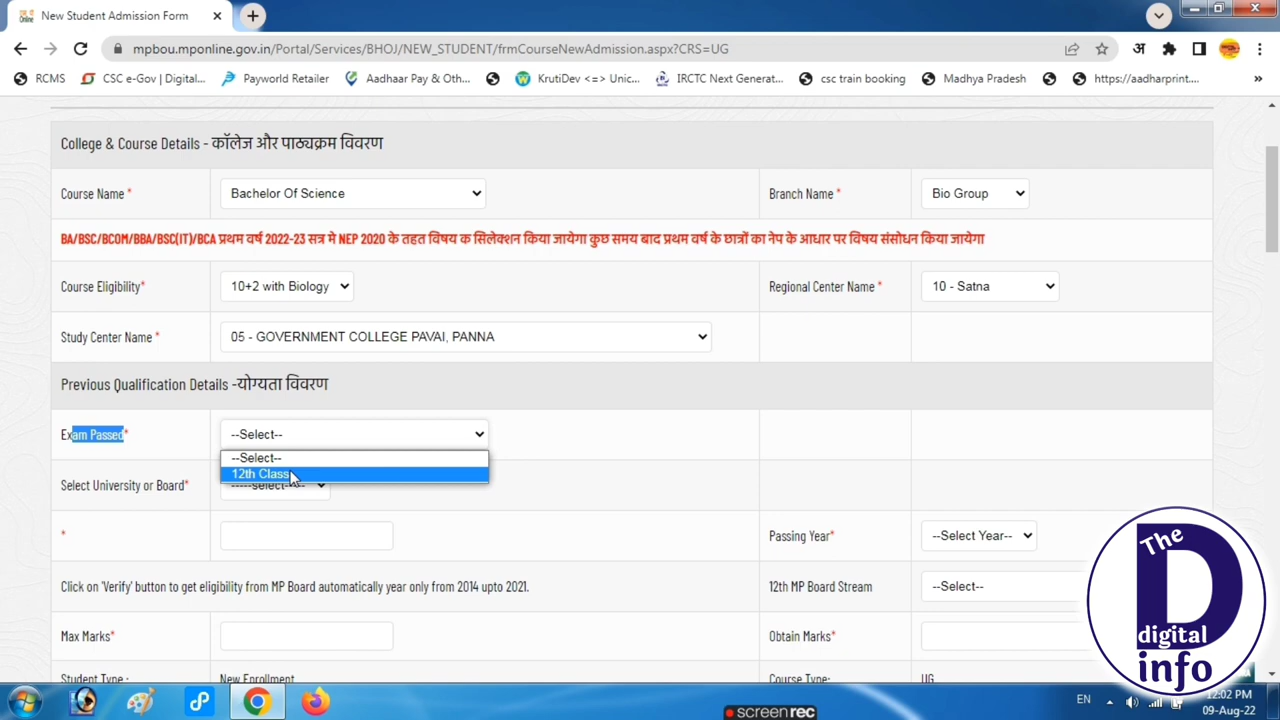 New Student Admission Form
mpbou.mponline.gov.in/Portal/Services/BHOJ/NEW_STUDENT/frmCourseNewAdmission.aspx?CRS=UG
अ
RCMS CSC e-Gov | Digital... Payworld Retailer Aadhaar Pay & Oth... KrutiDev <=> Unic... IRCTC Next Generat... csc train booking Madhya Pradesh https://aadharprint.... »
College & Course Details - कॉलेज और पाठ्यक्रम विवरण
Course Name * Bachelor Of Science Branch Name * Bio Group
BA/BSC/BCOM/BBA/BSC(IT)/BCA प्रथम वर्ष 2022-23 सत्र मे NEP 2020 के तहत विषय क सिलेक्शन किया जायेगा कुछ समय बाद प्रथम वर्ष के छात्रों का नेप के आधार पर विषय संसोधन किया जायेगा
Course Eligibility* 10+2 with Biology Regional Center Name * 10 - Satna
Study Center Name * 05 - GOVERNMENT COLLEGE PAVAI, PANNA
Previous Qualification Details -योग्यता विवरण
Exam Passed* --Select--
--Select--
12th Class
Select University or Board* -----select-----
* Passing Year* --Select Year--
Click on 'Verify' button to get eligibility from MP Board automatically year only from 2014 upto 2021. 12th MP Board Stream --Select--
Max Marks* Obtain Marks*
Student Type : New Enrollment Course Type: UG
The
D
digital
info
EN 12:02 PM
09-Aug-22
screenrec